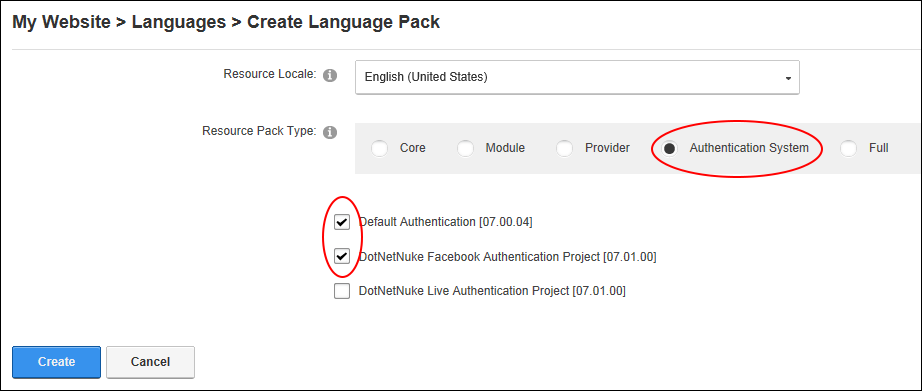 My Website > Languages > Create Language Pack
Resource Locale: English (United States)
Resource Pack Type: Core Module Provider Authentication System Full
Default Authentication [07.00.04]
DotNetNuke Facebook Authentication Project [07.01.00]
DotNetNuke Live Authentication Project [07.01.00]
Create Cancel